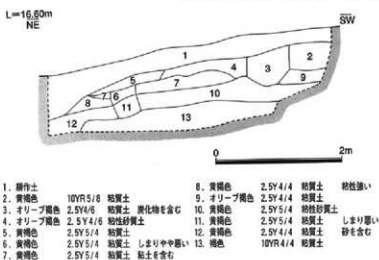 L=16.60m
NE
SW
1
2
3
4
5
7
9
10
8
7
6
11
12
13
0
2m
1. 耕作土
2. 黄褐色 10YR5/8 粘質土
3. オリーブ褐色 2.5Y4/6 粘質土 炭化物を含む
4. オリーブ褐色 2.5Y4/6 粘性砂質土
5. 黄褐色 2.5Y5/4 粘質土
6. 黄褐色 2.5Y5/4 粘質土 しまりやや悪い
7. 黄褐色 2.5Y5/4 粘質土 粘土を含む
8. 黄褐色 2.5Y4/4 粘質土 粘性強い
9. オリーブ褐色 2.5Y4/4 粘質土
10. 黄褐色 2.5Y5/4 粘性砂質土
11. 黄褐色 2.5Y5/4 粘質土 しまり悪い
12. 黄褐色 2.5Y4/4 粘質土 砂を含む
13. 褐色 10YR4/4 粘質土